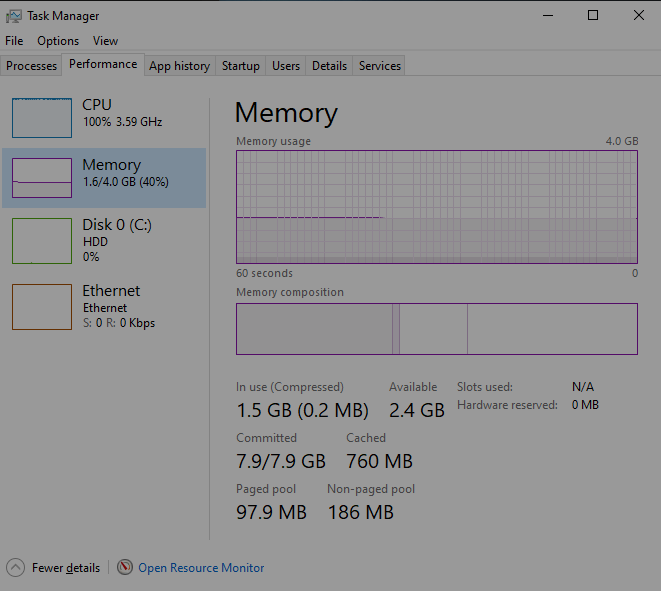 Task Manager
File Options View
Processes Performance App history Startup Users Details Services
CPU
100% 3.59 GHz
Memory
1.6/4.0 GB (40%)
Disk 0 (C:)
HDD
0%
Ethernet
Ethernet
S: 0 R: 0 Kbps
Memory
Memory usage 4.0 GB
60 seconds 0
Memory composition
In use (Compressed) Available Slots used: N/A
1.5 GB (0.2 MB) 2.4 GB Hardware reserved: 0 MB
Committed Cached
7.9/7.9 GB 760 MB
Paged pool Non-paged pool
97.9 MB 186 MB
Fewer details Open Resource Monitor